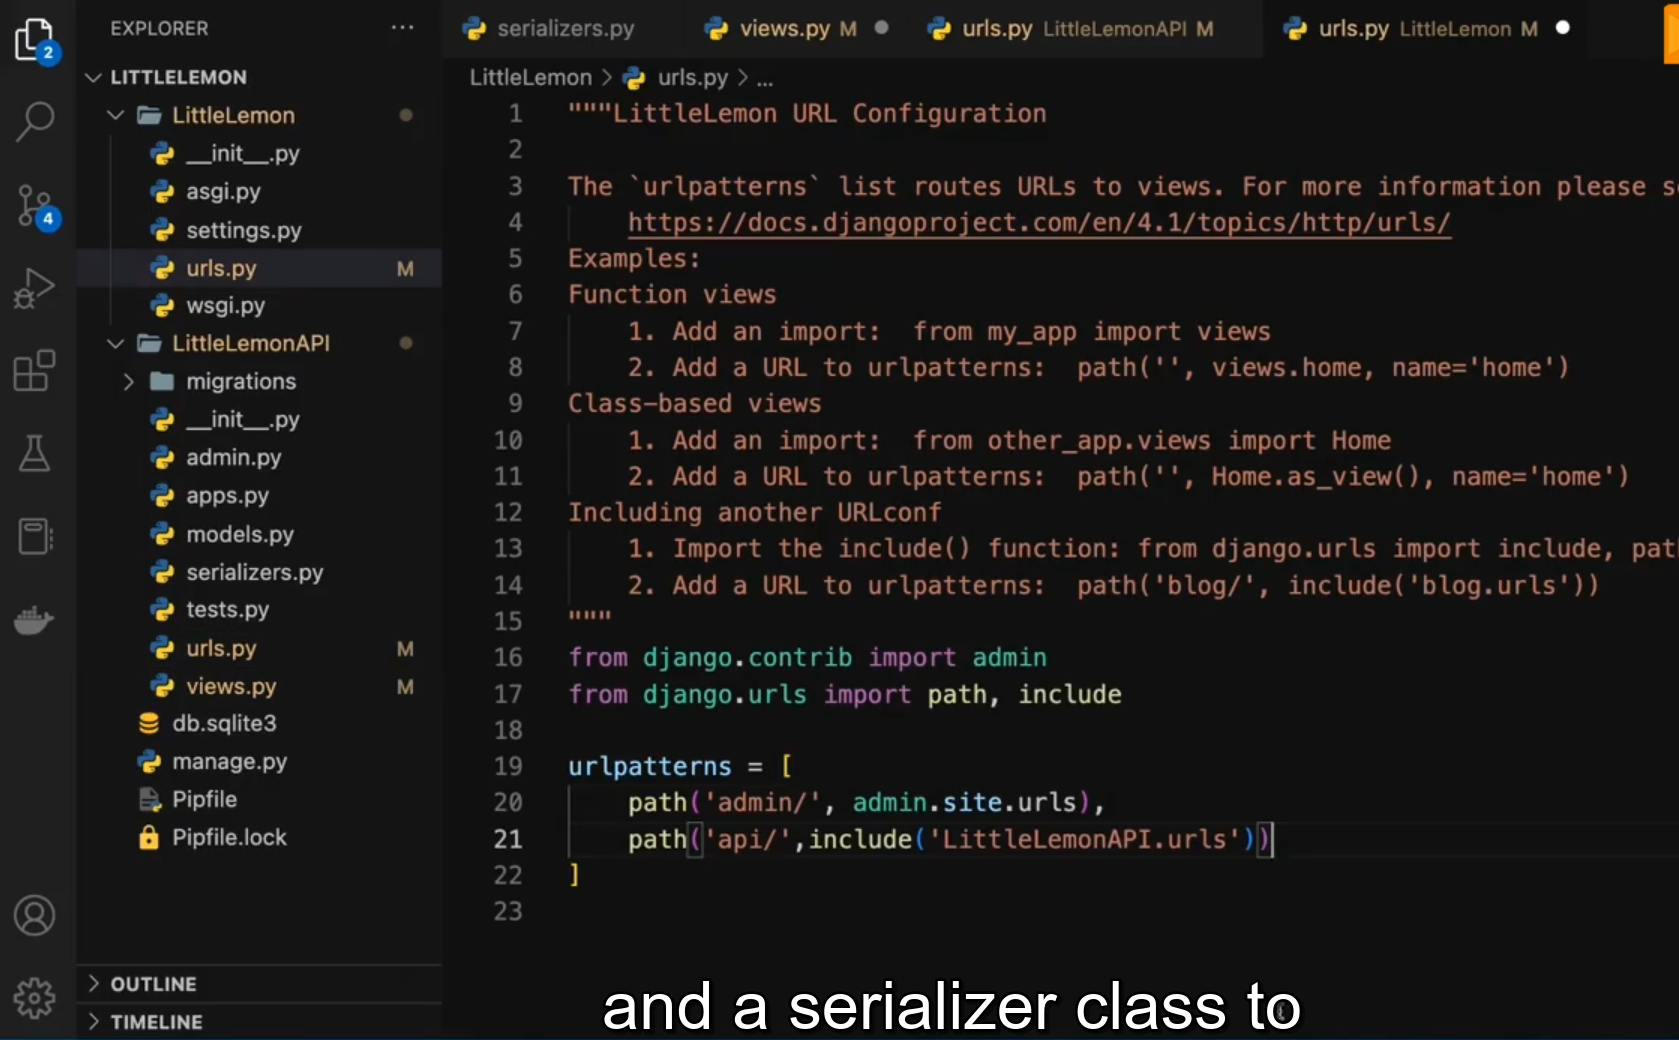 EXPLORER
2
4
LITTLELEMON
LittleLemon
__init__.py
asgi.py
settings.py
urls.py M
wsgi.py
LittleLemonAPI
migrations
__init__.py
admin.py
apps.py
models.py
serializers.py
tests.py
urls.py M
views.py M
db.sqlite3
manage.py
Pipfile
Pipfile.lock
OUTLINE
TIMELINE
serializers.py views.py M urls.py LittleLemonAPI M urls.py LittleLemon M
LittleLemon > urls.py > ...
1 """LittleLemon URL Configuration
2
3 The `urlpatterns` list routes URLs to views. For more information please
4 https://docs.djangoproject.com/en/4.1/topics/http/urls/
5 Examples:
6 Function views
7 1. Add an import:  from my_app import views
8 2. Add a URL to urlpatterns:  path('', views.home, name='home')
9 Class-based views
10 1. Add an import:  from other_app.views import Home
11 2. Add a URL to urlpatterns:  path('', Home.as_view(), name='home')
12 Including another URLconf
13 1. Import the include() function: from django.urls import include,
14 2. Add a URL to urlpatterns:  path('blog/', include('blog.urls'))
15 """
16 from django.contrib import admin
17 from django.urls import path, include
18
19 urlpatterns = [
20 path('admin/', admin.site.urls),
21 path('api/',include('LittleLemonAPI.urls'))
22 ]
23
and a serializer class to